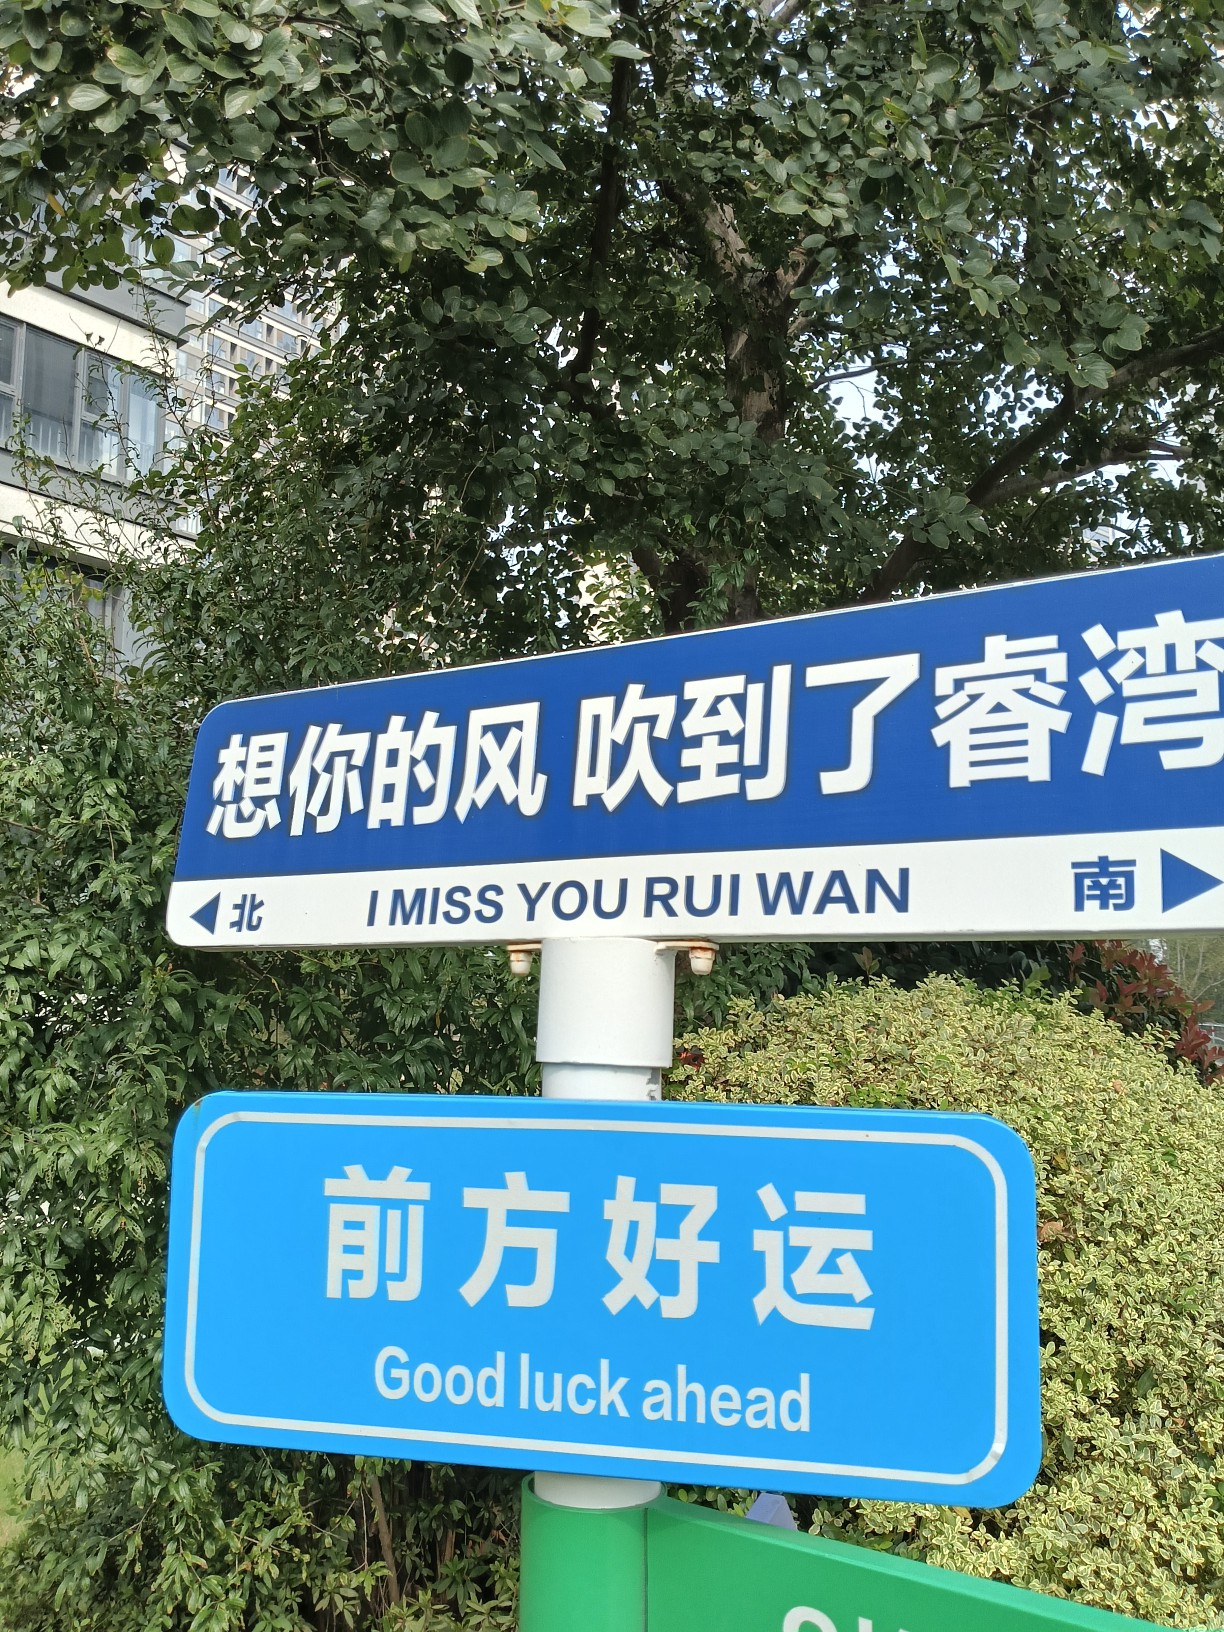 想你的风 吹到了睿湾
北 I MISS YOU RUI WAN 南
前方好运
Good luck ahead